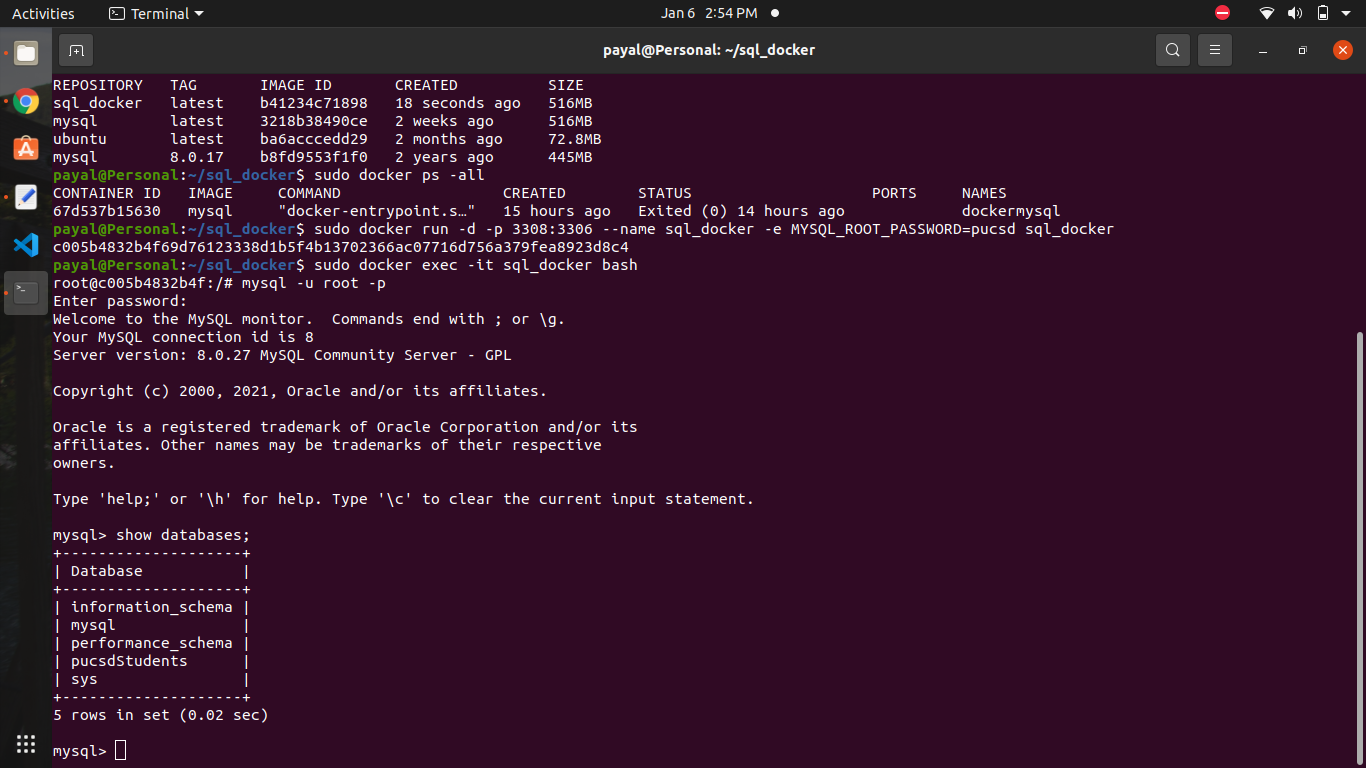 Activities Terminal Jan 6 2:54 PM
payal@Personal: ~/sql_docker
REPOSITORY   TAG       IMAGE ID       CREATED          SIZE
sql_docker   latest    b41234c71898   18 seconds ago   516MB
mysql        latest    3218b38490ce   2 weeks ago      516MB
ubuntu       latest    ba6acccedd29   2 months ago     72.8MB
mysql        8.0.17    b8fd9553f1f0   2 years ago      445MB
payal@Personal:~/sql_docker$ sudo docker ps -all
CONTAINER ID   IMAGE     COMMAND                  CREATED        STATUS                    PORTS     NAMES
67d537b15630   mysql     "docker-entrypoint.s…"   15 hours ago   Exited (0) 14 hours ago             dockermysql
payal@Personal:~/sql_docker$ sudo docker run -d -p 3308:3306 --name sql_docker -e MYSQL_ROOT_PASSWORD=pucsd sql_docker
c005b4832b4f69d76123338d1b5f4b13702366ac07716d756a379fea8923d8c4
payal@Personal:~/sql_docker$ sudo docker exec -it sql_docker bash
root@c005b4832b4f:/# mysql -u root -p
Enter password:
Welcome to the MySQL monitor.  Commands end with ; or \g.
Your MySQL connection id is 8
Server version: 8.0.27 MySQL Community Server - GPL
Copyright (c) 2000, 2021, Oracle and/or its affiliates.
Oracle is a registered trademark of Oracle Corporation and/or its
affiliates. Other names may be trademarks of their respective
owners.
Type 'help;' or '\h' for help. Type '\c' to clear the current input statement.
mysql> show databases;
+--------------------+
| Database           |
+--------------------+
| information_schema |
| mysql              |
| performance_schema |
| pucsdStudents      |
| sys                |
+--------------------+
5 rows in set (0.02 sec)
mysql>